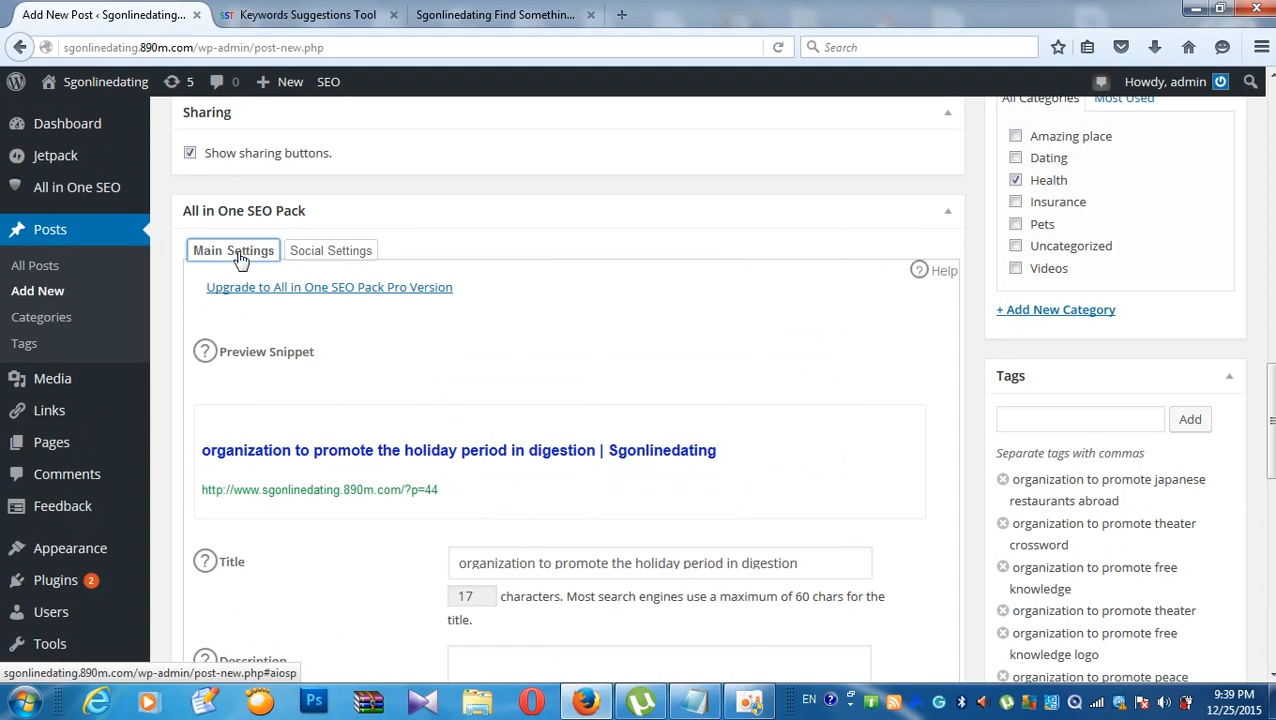 Add New Post ‹ Sgonlinedating...
Keywords Suggestions Tool
Sgonlinedating Find Somethin...
sgonlinedating.890m.com/wp-admin/post-new.php
Search
Sgonlinedating
5
0
New
SEO
Howdy, admin
Dashboard
Jetpack
All in One SEO
Posts
All Posts
Add New
Categories
Tags
Media
Links
Pages
Comments
Feedback
Appearance
Plugins 2
Users
Tools
Sharing
Show sharing buttons.
All in One SEO Pack
Main Settings
Social Settings
Help
Upgrade to All in One SEO Pack Pro Version
Preview Snippet
organization to promote the holiday period in digestion | Sgonlinedating
http://www.sgonlinedating.890m.com/?p=44
Title
organization to promote the holiday period in digestion
17 characters. Most search engines use a maximum of 60 chars for the
title.
Description
All Categories
Most Used
Amazing place
Dating
Health
Insurance
Pets
Uncategorized
Videos
+ Add New Category
Tags
Add
Separate tags with commas
organization to promote japanese
restaurants abroad
organization to promote theater
crossword
organization to promote free
knowledge
organization to promote theater
organization to promote free
knowledge logo
organization to promote peace
sgonlinedating.890m.com/wp-admin/post-new.php#aiosp
Ps
EN
9:39 PM
12/25/2015